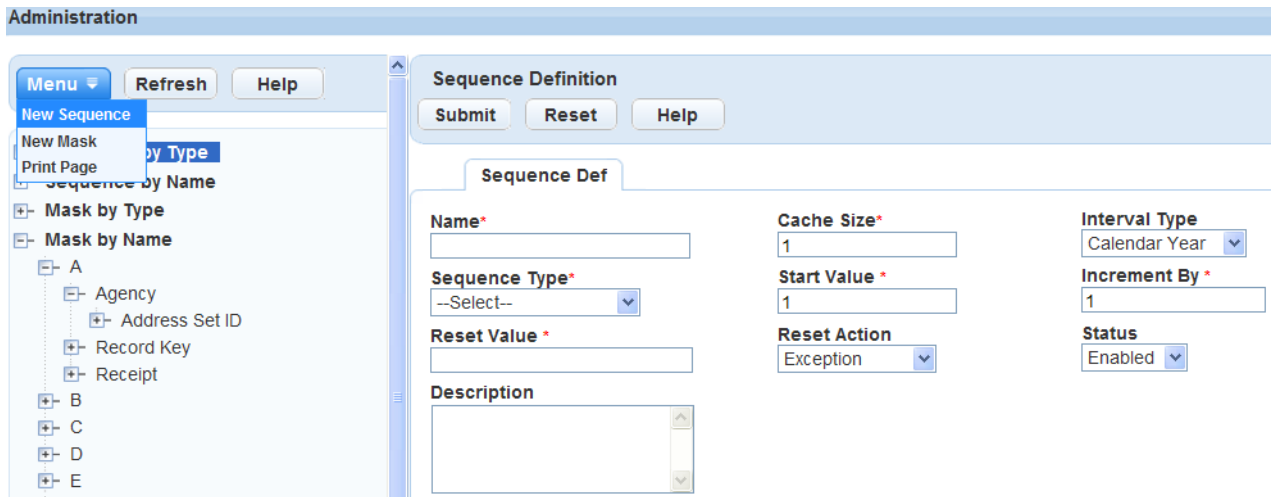 Administration
Menu Refresh Help
New Sequence
New Mask
Print Page
by Type
Sequence by Name
Mask by Type
Mask by Name
A
Agency
Address Set ID
Record Key
Receipt
B
C
D
E
Sequence Definition
Submit Reset Help
Sequence Def
Name* Cache Size* Interval Type
1 Calendar Year
Sequence Type* Start Value * Increment By *
--Select-- 1 1
Reset Value * Reset Action Status
Exception Enabled
Description